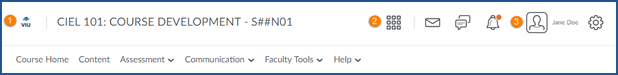 1 VIU CIEL 101: COURSE DEVELOPMENT - S##N01 2 3 Jane Doe
Course Home Content Assessment Communication Faculty Tools Help